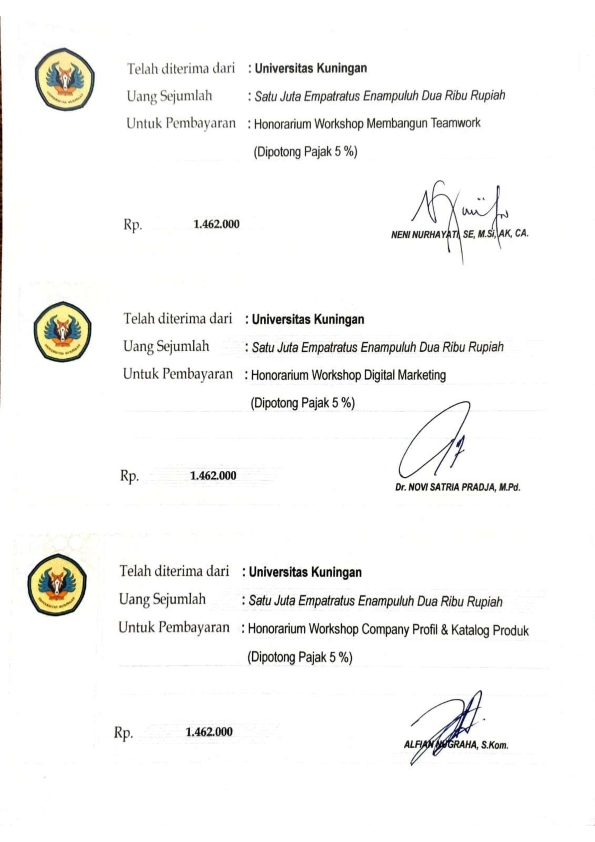 Telah diterima dari : Universitas Kuningan
Uang Sejumlah : Satu Juta Empatratus Enampuluh Dua Ribu Rupiah
Untuk Pembayaran : Honorarium Workshop Membangun Teamwork
(Dipotong Pajak 5 %)
Rp. 1.462.000
NENI NURHAYATI, SE, M.Si, AK, CA.
Telah diterima dari : Universitas Kuningan
Uang Sejumlah : Satu Juta Empatratus Enampuluh Dua Ribu Rupiah
Untuk Pembayaran : Honorarium Workshop Digital Marketing
(Dipotong Pajak 5 %)
Rp. 1.462.000
Dr. NOVI SATRIA PRADJA, M.Pd.
Telah diterima dari : Universitas Kuningan
Uang Sejumlah : Satu Juta Empatratus Enampuluh Dua Ribu Rupiah
Untuk Pembayaran : Honorarium Workshop Company Profil & Katalog Produk
(Dipotong Pajak 5 %)
Rp. 1.462.000
ALFIAN NUGRAHA, S.Kom.